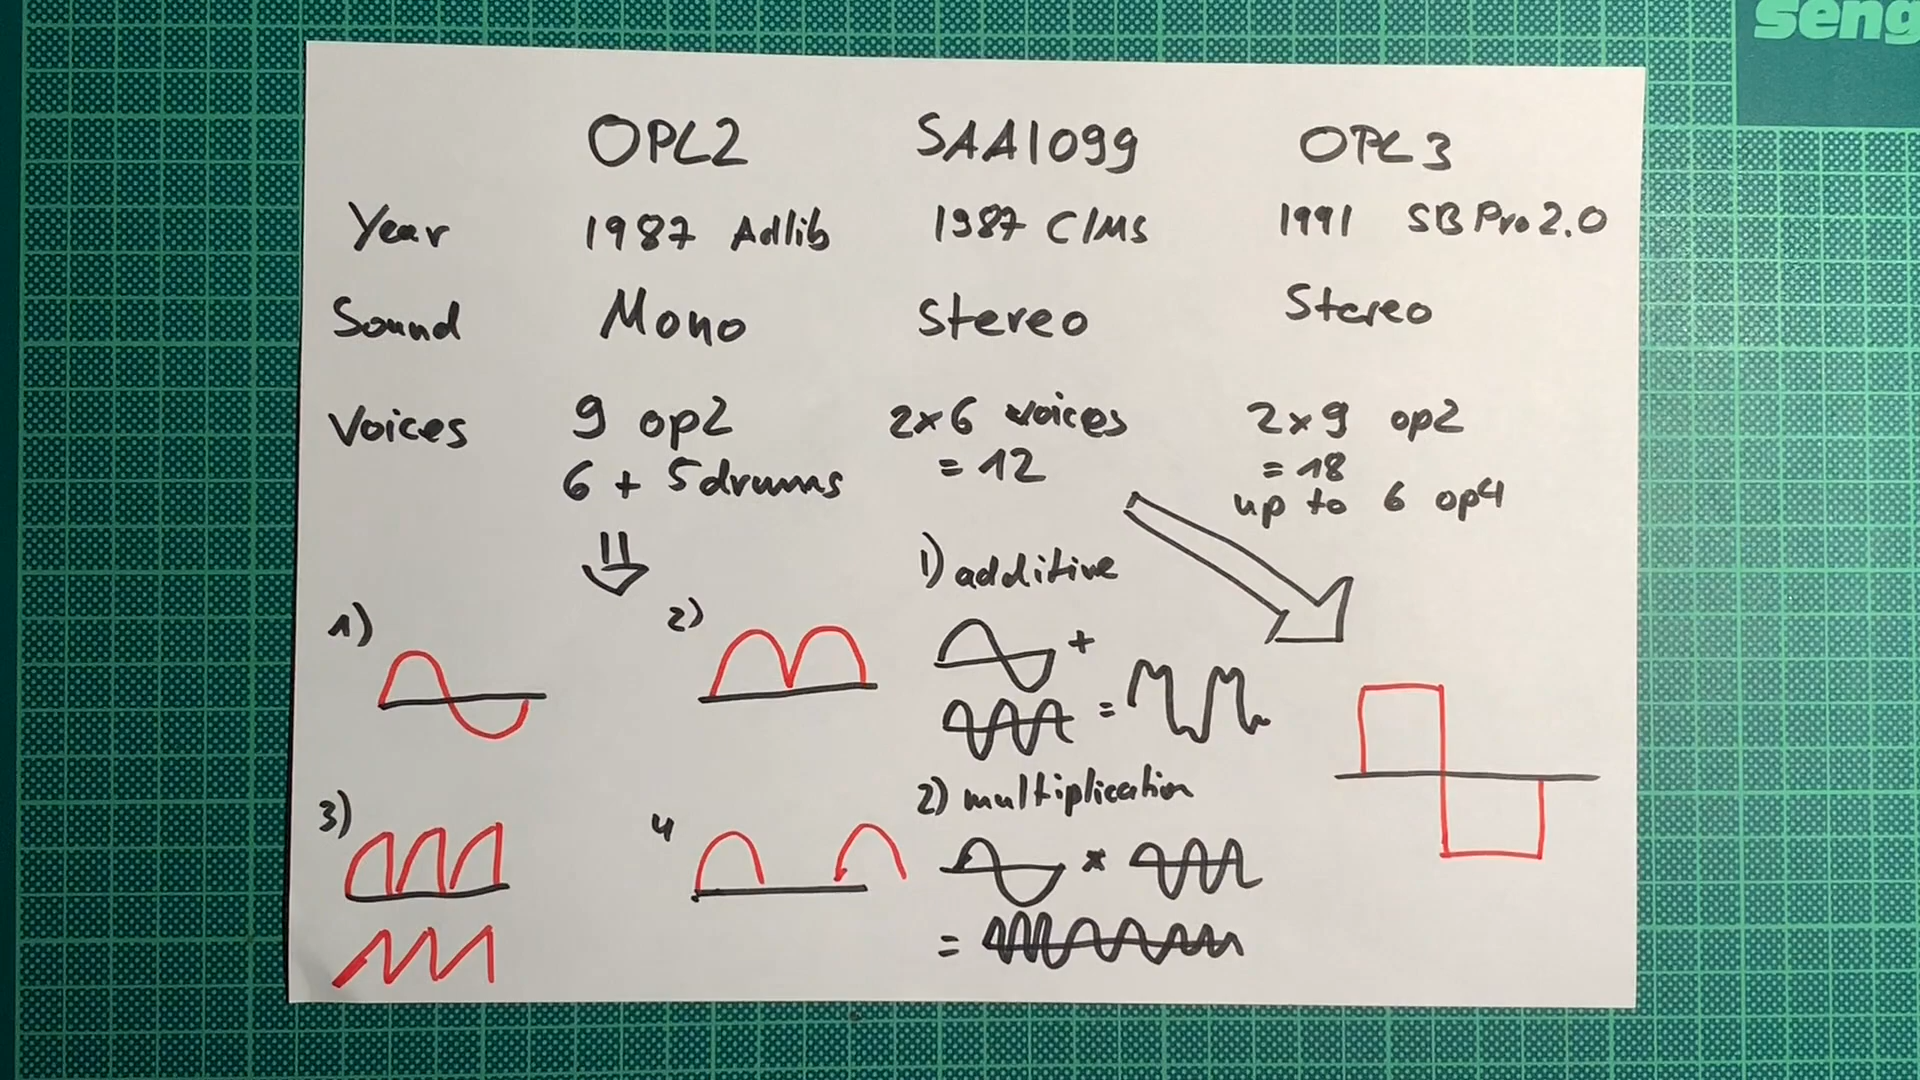 seng
OPL2 SAA1099 OPL3
Year 1987 Adlib 1987 C/MS 1991 SB Pro 2.0
Sound Mono Stereo Stereo
Voices 9 op2 2x6 voices 2x9 op2
6 + 5 drums = 12 = 18
up to 6 op4
1) additive
1) 2) +
=
2) multiplication
3) 4 *
=